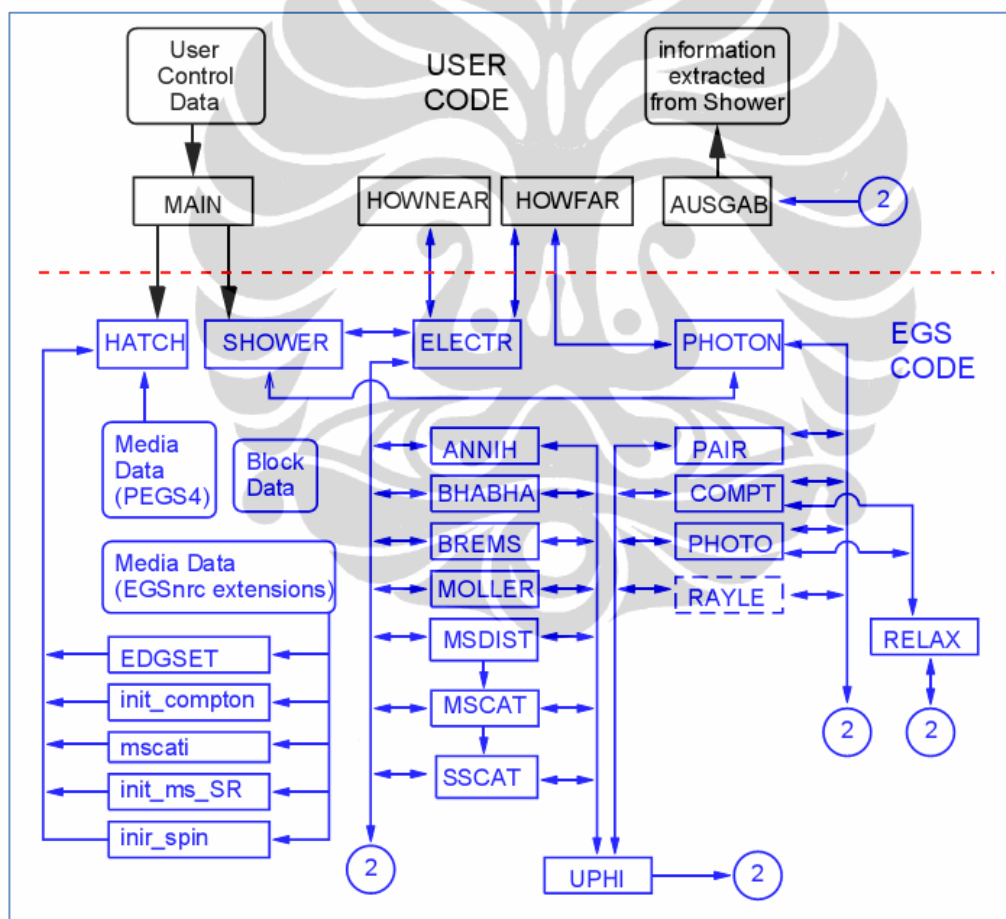 User
Control
Data
USER
CODE
information
extracted
from Shower
MAIN
HOWNEAR
HOWFAR
AUSGAB
2
HATCH
SHOWER
ELECTR
PHOTON
EGS
CODE
Media
Data
(PEGS4)
Block
Data
ANNIH
PAIR
BHABHA
COMPT
BREMS
PHOTO
Media Data
(EGSnrc extensions)
MOLLER
RAYLE
EDGSET
MSDIST
RELAX
init_compton
MSCAT
mscati
SSCAT
init_ms_SR
inir_spin
2
2
2
UPHI
2